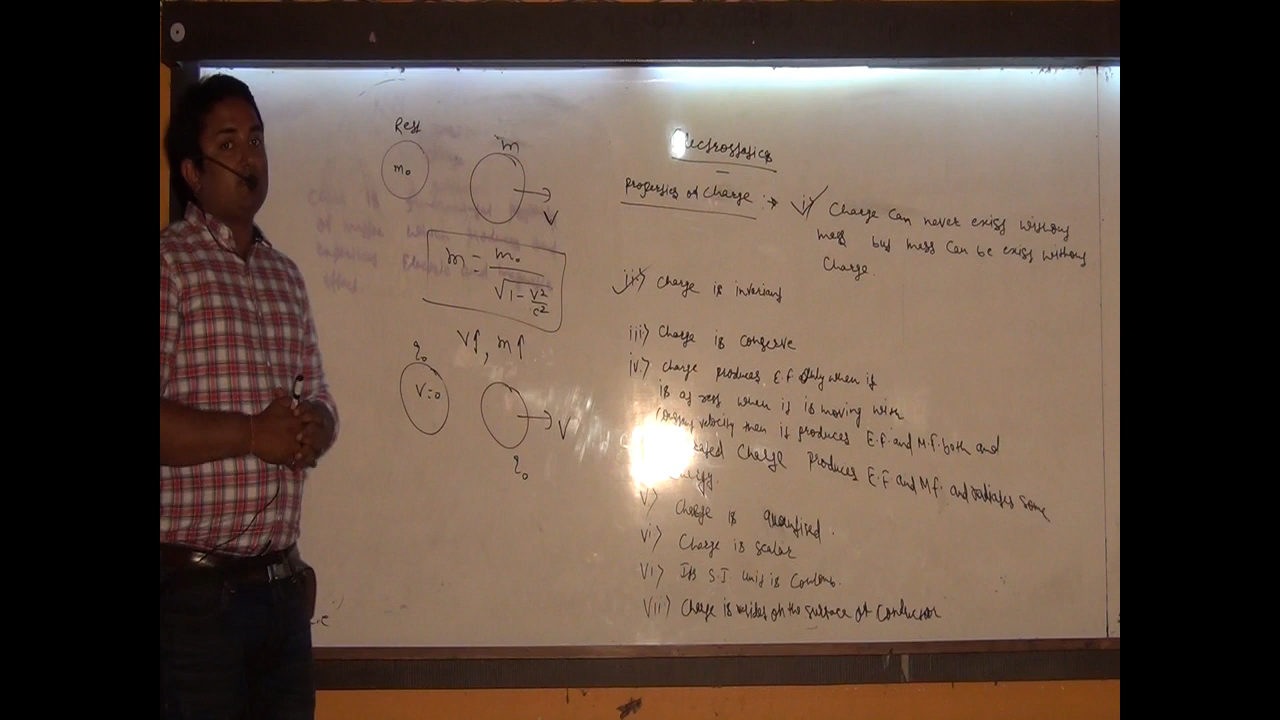 Rest
m₀
m
V
m = m₀ / √1 - V²/c²
V↑, m↑
q₀
V=0
V
q₀
Electrostatics
properties of Charge :→ i) Charge Can never exist without
mass but mass Can be exist without
Charge.
ii) Charge is invariant
iii) Charge is conserve
iv) Charge produces E.F only when it
is at rest when it is moving with
constant velocity then it produces E.F. and M.F. both and
Charge produces E.F and M.F. and radiates some
v) Charge is quantised.
vi) Charge is scalar
vi) Its S.I. unit is Coulomb.
vii) Charge is resides on the surface of conductor